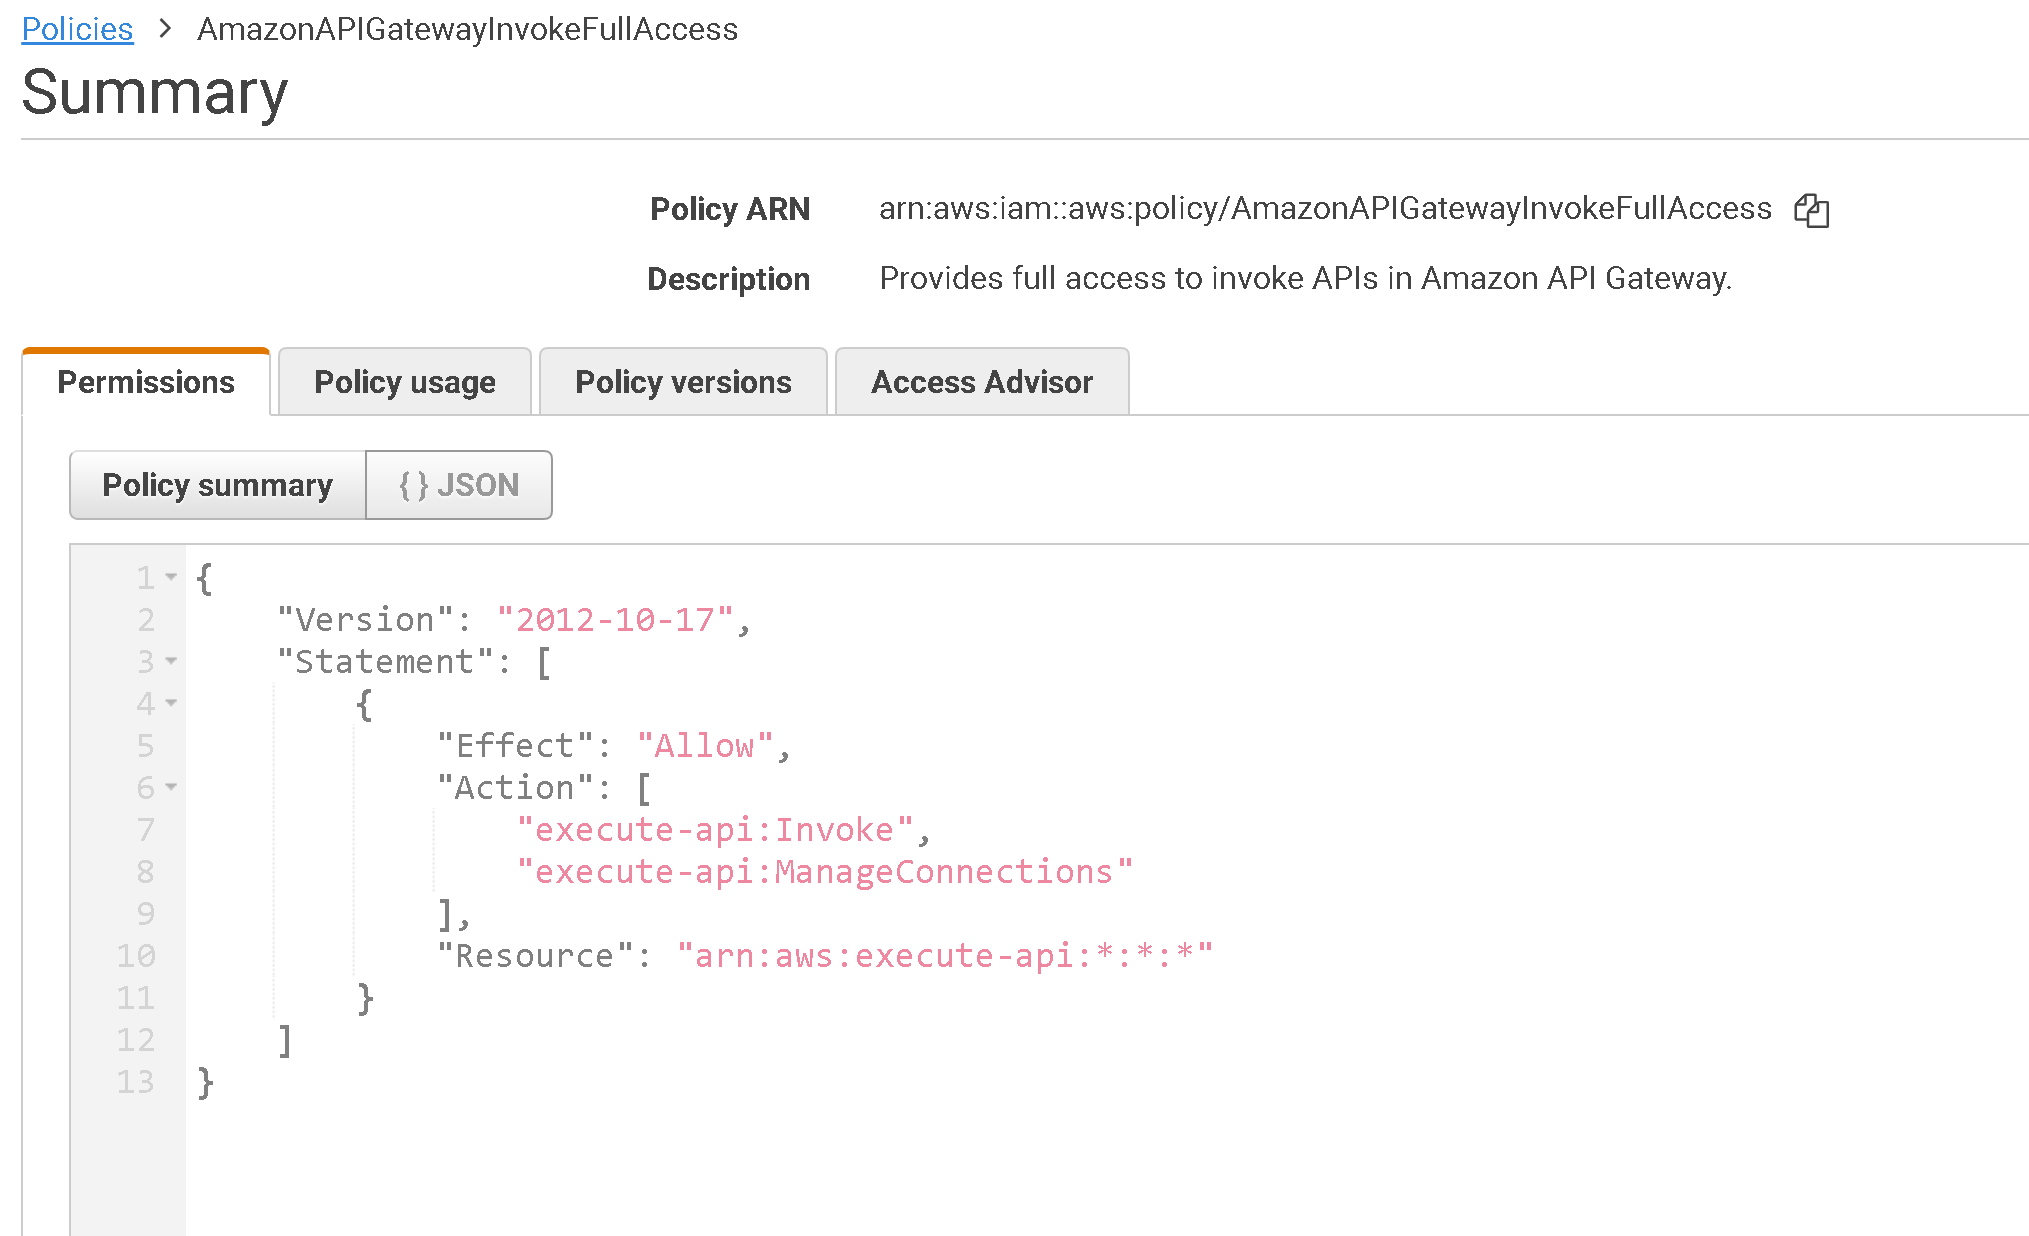 Policies > AmazonAPIGatewayInvokeFullAccess
Summary
Policy ARN arn:aws:iam::aws:policy/AmazonAPIGatewayInvokeFullAccess
Description Provides full access to invoke APIs in Amazon API Gateway.
Permissions Policy usage Policy versions Access Advisor
Policy summary { } JSON
1 {
2     "Version": "2012-10-17",
3     "Statement": [
4         {
5             "Effect": "Allow",
6             "Action": [
7                 "execute-api:Invoke",
8                 "execute-api:ManageConnections"
9             ],
10             "Resource": "arn:aws:execute-api:*:*:*"
11         }
12     ]
13 }